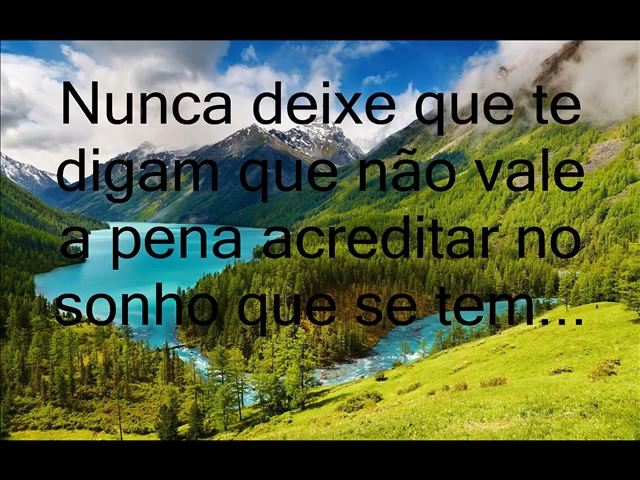 Nunca deixe que te
digam que não vale
a pena acreditar no
sonho que se tem...